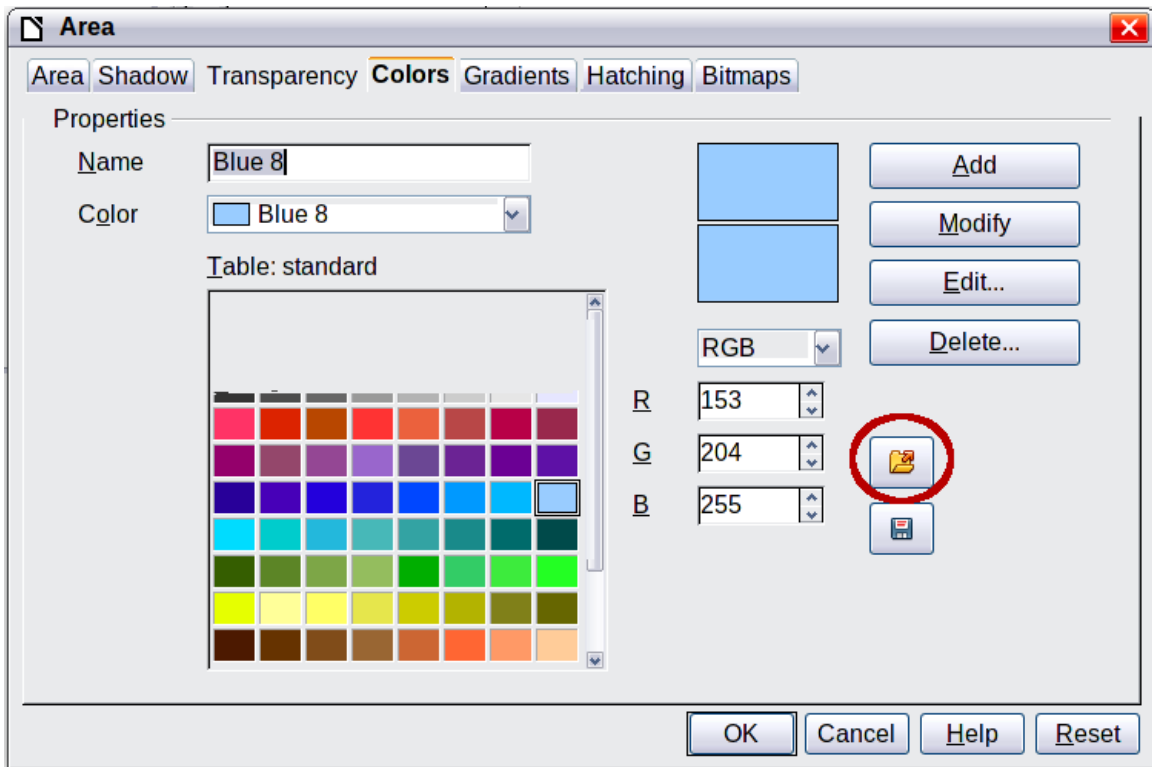 Area
Area Shadow Transparency Colors Gradients Hatching Bitmaps
Properties
Name Blue 8 Add
Color Blue 8 Modify
Table: standard
Edit...
RGB Delete...
R 153
G 204
B 255
OK Cancel Help Reset